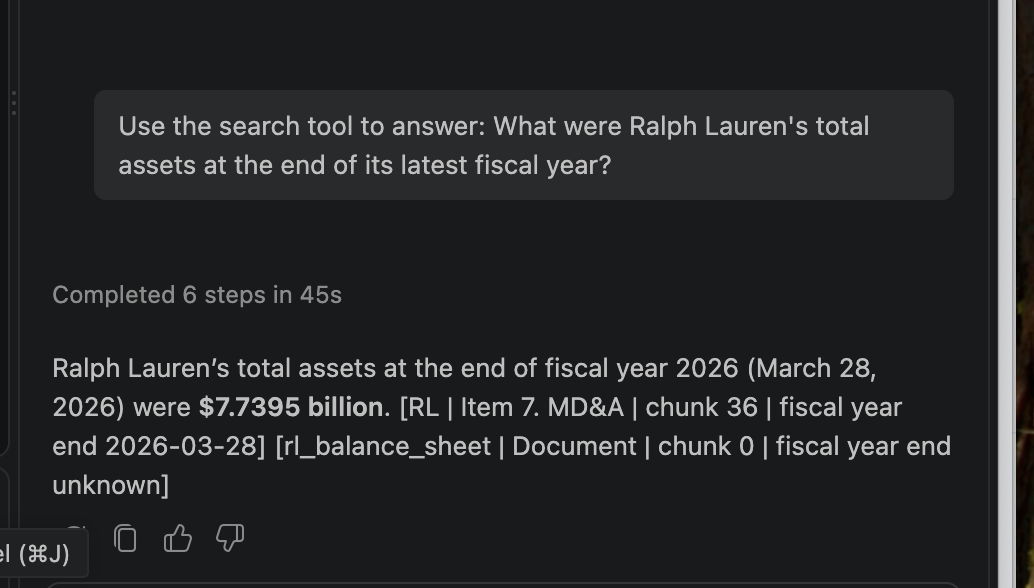 Use the search tool to answer: What were Ralph Lauren's total
assets at the end of its latest fiscal year?
Completed 6 steps in 45s
Ralph Lauren’s total assets at the end of fiscal year 2026 (March 28,
2026) were $7.7395 billion. [RL | Item 7. MD&A | chunk 36 | fiscal year
end 2026-03-28] [rl_balance_sheet | Document | chunk 0 | fiscal year end
unknown]
(⌘J)